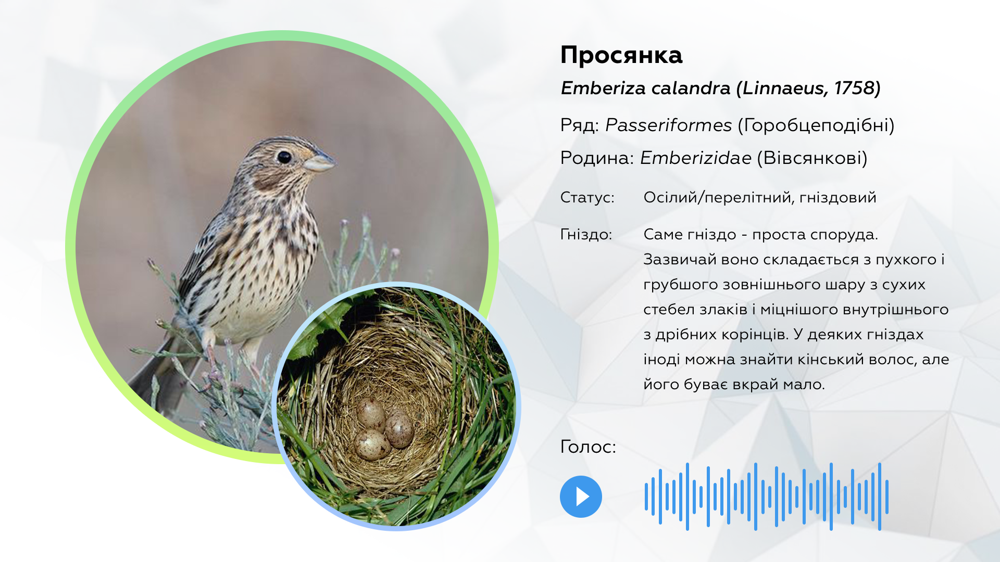 Просянка
Emberiza calandra (Linnaeus, 1758)
Ряд: Passeriformes (Горобцеподібні)
Родина: Emberizidae (Вівсянкові)
Статус: Осілий/перелітний, гніздовий
Гніздо: Саме гніздо - проста споруда.
Зазвичай воно складається з пухкого і
грубшого зовнішнього шару з сухих
стебел злаків і міцнішого внутрішнього
з дрібних корінців. У деяких гніздах
іноді можна знайти кінський волос, але
його буває вкрай мало.
Голос: